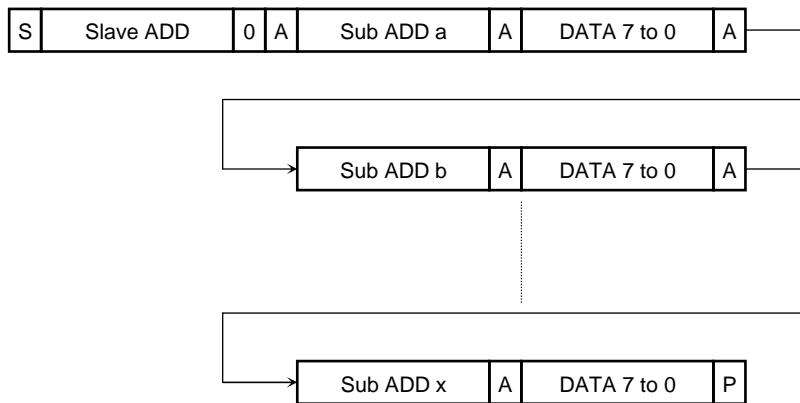 S Slave ADD 0 A Sub ADD a A DATA 7 to 0 A
Sub ADD b A DATA 7 to 0 A
Sub ADD x A DATA 7 to 0 P